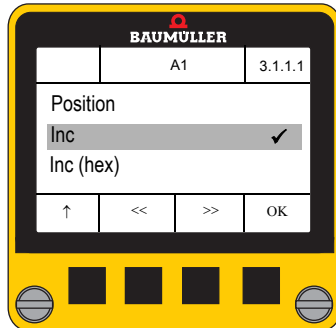 BAUMÜLLER
A1 3.1.1.1
Position
Inc ✓
Inc (hex)
↑ << >> OK